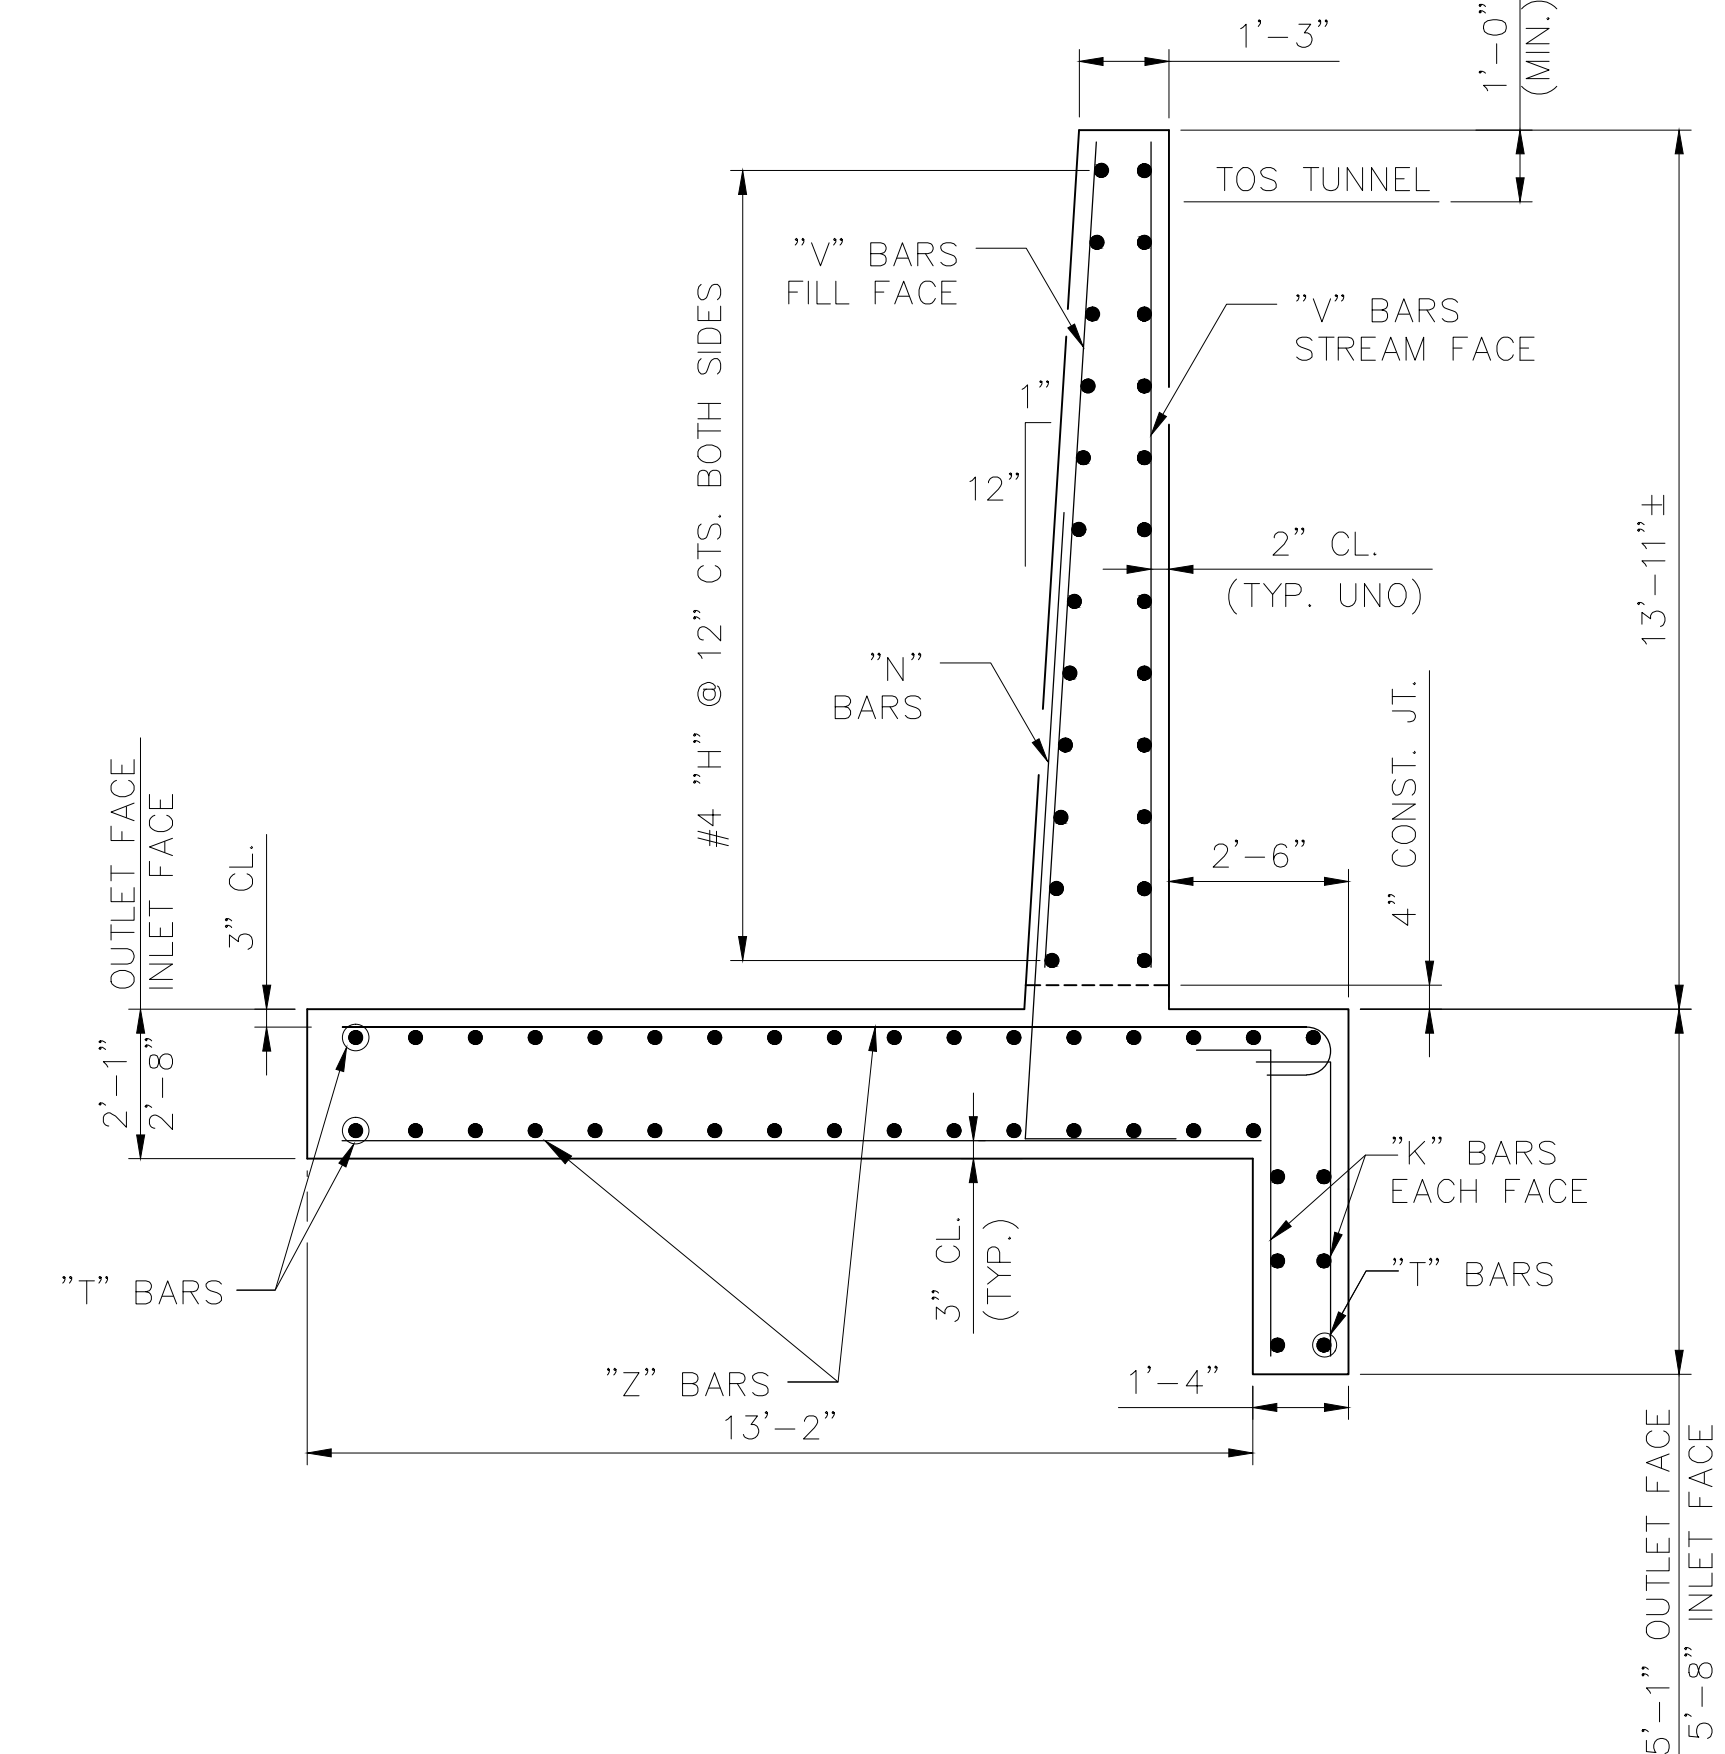 1'-3"
1'-0"
(MIN.)
TOS TUNNEL
"V" BARS
FILL FACE
"V" BARS
STREAM FACE
#4 "H" @ 12" CTS. BOTH SIDES
1"
12"
2" CL.
(TYP. UNO)
13'-11"±
"N"
BARS
4" CONST. JT.
2'-6"
OUTLET FACE
INLET FACE
3" CL.
2'-1"
2'-8"
"K" BARS
EACH FACE
3" CL.
(TYP.)
"T" BARS
"T" BARS
"Z" BARS
1'-4"
13'-2"
5'-1" OUTLET FACE
5'-8" INLET FACE